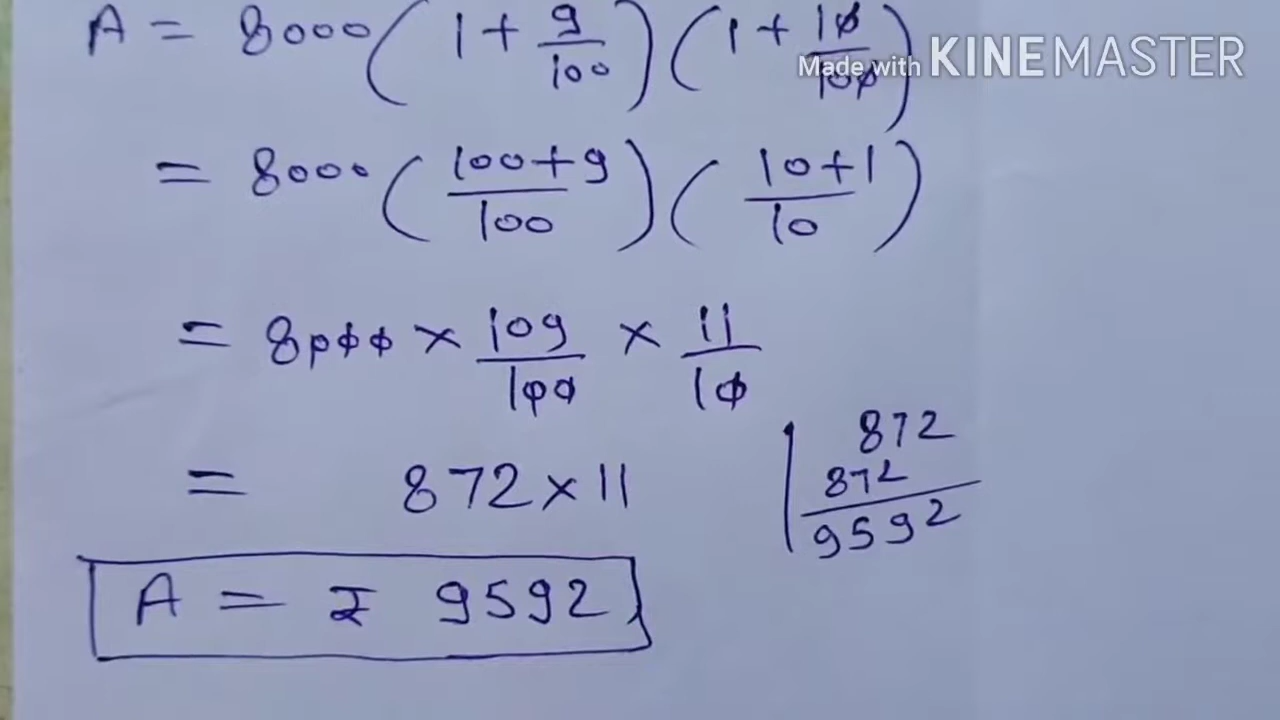 A = 8000 ( 1 + 9/100 ) ( 1 + 10/100 )
Made with KINEMASTER
= 8000 ( 100+9/100 ) ( 10+1/10 )
= 8000 × 109/100 × 11/10
= 872 × 11
872
872
9592
A = ₹ 9592